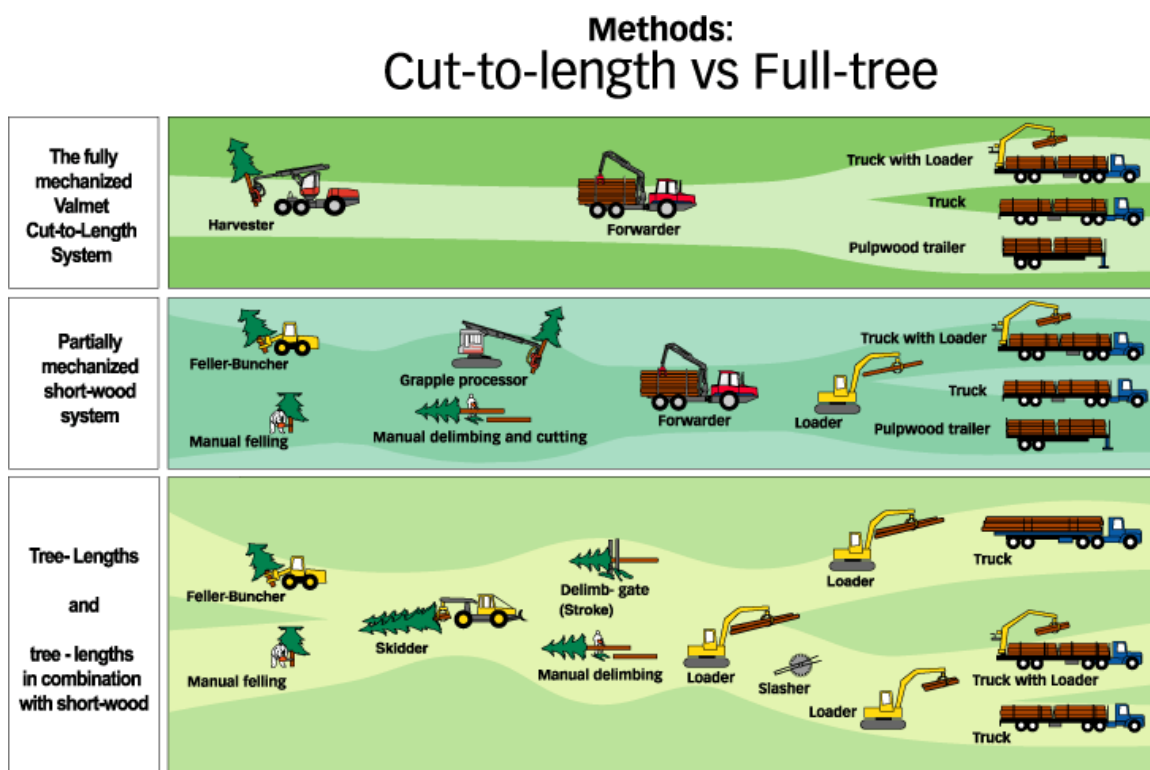 Methods:
Cut-to-length vs Full-tree
The fully
mechanized
Valmet
Cut-to-Length
System
Harvester
Forwarder
Truck with Loader
Truck
Pulpwood trailer
Partially
mechanized
short-wood
system
Feller-Buncher
Manual felling
Grapple processor
Manual delimbing and cutting
Forwarder
Loader
Truck with Loader
Truck
Pulpwood trailer
Tree- Lengths
and
tree - lengths
in combination
with short-wood
Feller-Buncher
Manual felling
Skidder
Delimb- gate
(Stroke)
Manual delimbing
Loader
Slasher
Loader
Truck
Loader
Truck with Loader
Truck